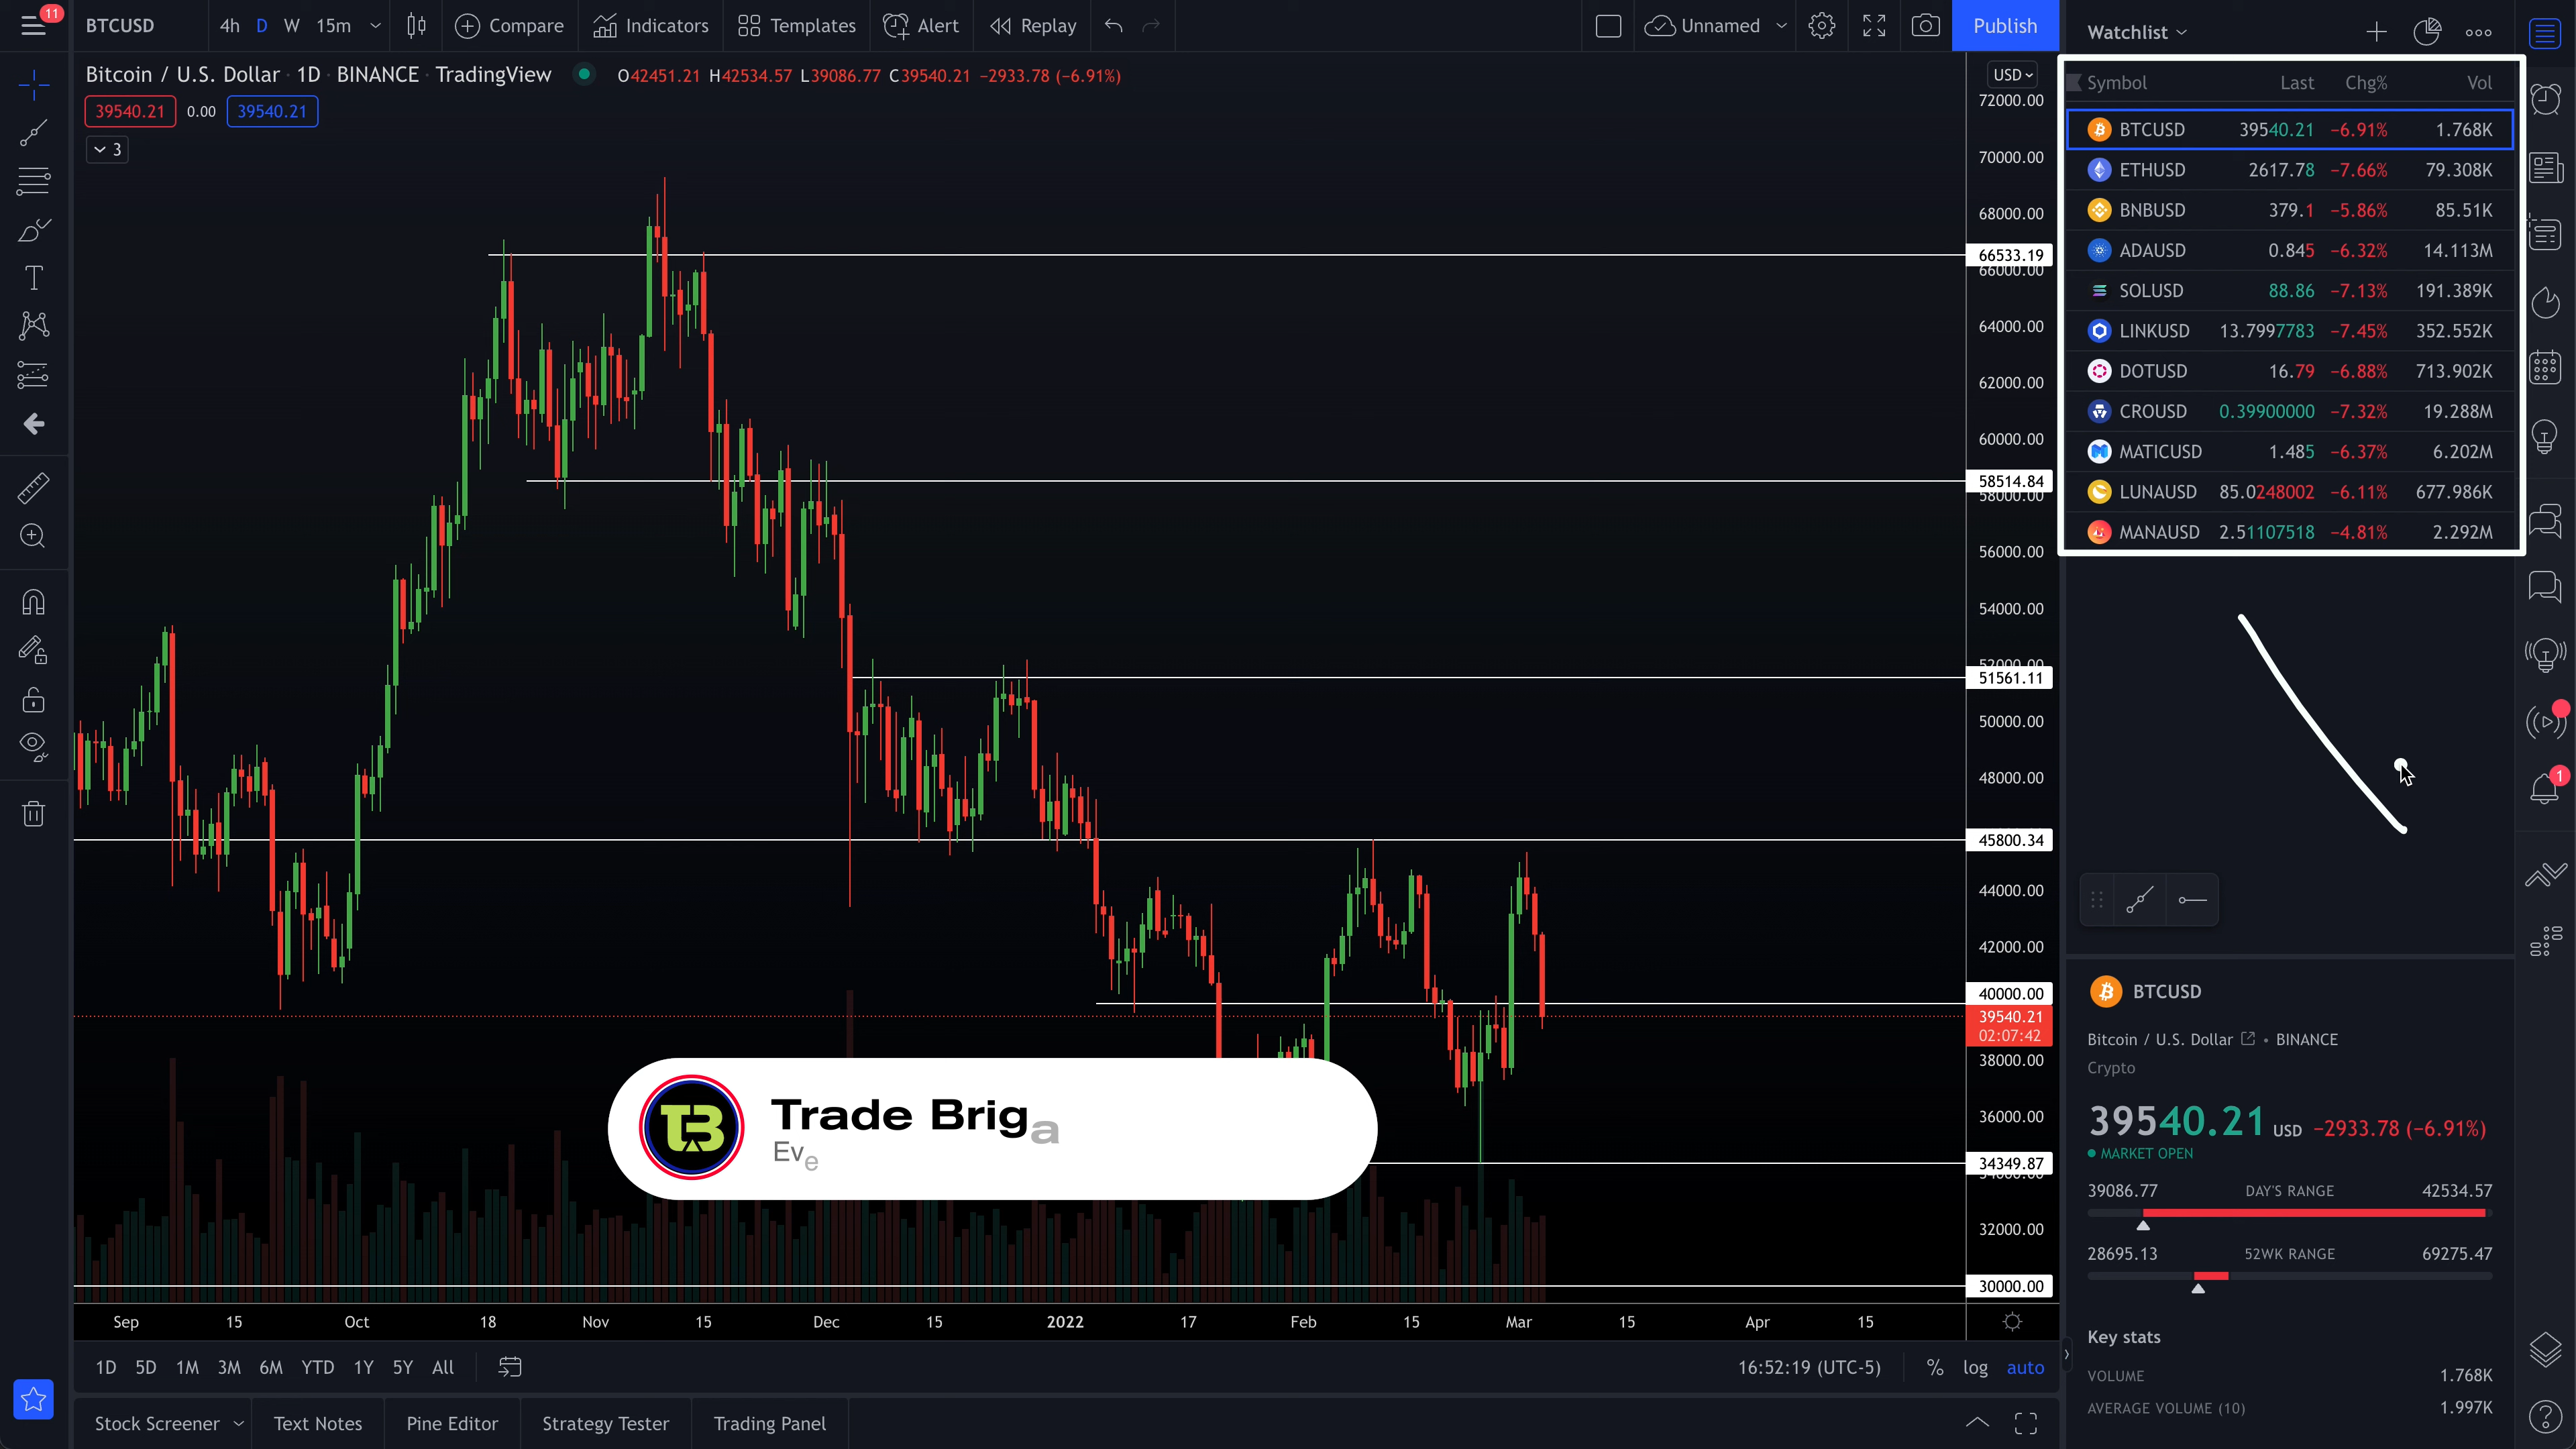 11
BTCUSD
4h D W 15m Compare Indicators Templates Alert Replay Unnamed Publish
Watchlist
Bitcoin / U.S. Dollar · 1D · BINANCE · TradingView O42451.21 H42534.57 L39086.77 C39540.21 −2933.78 (−6.91%)
39540.21 0.00 39540.21
3
USD
72000.00
70000.00
68000.00
66533.19
66000.00
64000.00
62000.00
60000.00
58514.84
58000.00
56000.00
54000.00
52000.00
51561.11
50000.00
48000.00
45800.34
44000.00
42000.00
40000.00
39540.21
02:07:42
38000.00
36000.00
34349.87
34000.00
32000.00
30000.00
Symbol Last Chg% Vol
BTCUSD 39540.21 −6.91% 1.768K
ETHUSD 2617.78 −7.66% 79.308K
BNBUSD 379.1 −5.86% 85.51K
ADAUSD 0.845 −6.32% 14.113M
SOLUSD 88.86 −7.13% 191.389K
LINKUSD 13.7997783 −7.45% 352.552K
DOTUSD 16.79 −6.88% 713.902K
CROUSD 0.39900000 −7.32% 19.288M
MATICUSD 1.485 −6.37% 6.202M
LUNAUSD 85.0248002 −6.11% 677.986K
MANAUSD 2.51107518 −4.81% 2.292M
1
TB
Trade Briga
Eve
BTCUSD
Bitcoin / U.S. Dollar • BINANCE
Crypto
39540.21 USD −2933.78 (−6.91%)
MARKET OPEN
39086.77 DAY'S RANGE 42534.57
28695.13 52WK RANGE 69275.47
Key stats
VOLUME 1.768K
AVERAGE VOLUME (10) 1.997K
Sep 15 Oct 18 Nov 15 Dec 15 2022 17 Feb 15 Mar 15 Apr 15
1D 5D 1M 3M 6M YTD 1Y 5Y All 16:52:19 (UTC-5) % log auto
Stock Screener Text Notes Pine Editor Strategy Tester Trading Panel